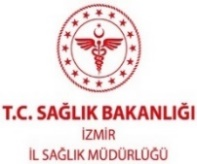 T.C. SAĞLIK BAKANLIĞI
İZMİR
İL SAĞLIK MÜDÜRLÜĞÜ